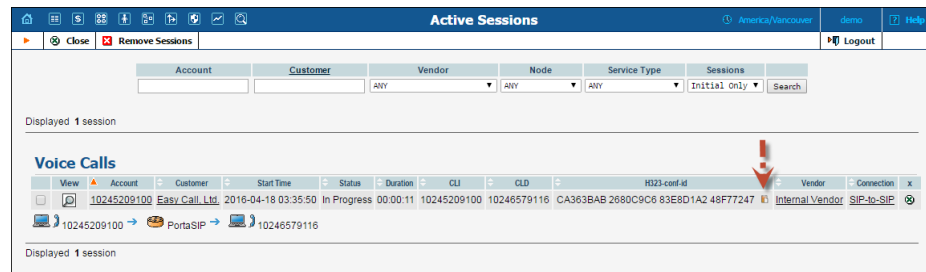 Active Sessions America/Vancouver demo ? Help
Close Remove Sessions Logout
Account Customer Vendor Node Service Type Sessions
ANY ANY ANY Initial Only Search
Displayed 1 session
Voice Calls
View Account Customer Start Time Status Duration CLI CLD H323-conf-id Vendor Connection x
10245209100 Easy Call, Ltd. 2016-04-18 03:35:50 In Progress 00:00:11 10245209100 10246579116 CA363BAB 2680C9C6 83E8D1A2 48F77247 Internal Vendor SIP-to-SIP
10245209100 → PortaSIP → 10246579116
Displayed 1 session